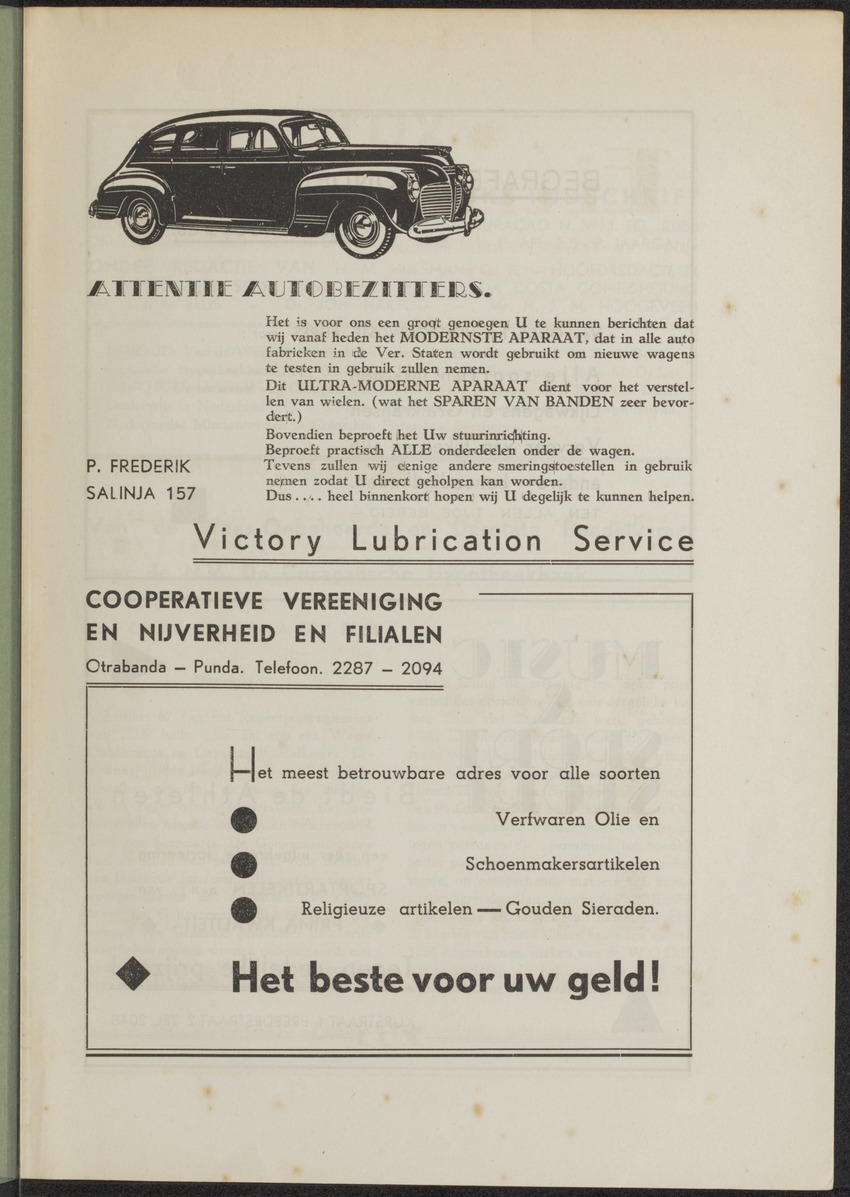 ATTENTIE AUTOBEZITTERS.
Het is voor ons een groot genoegen U te kunnen berichten dat
wij vanaf heden het MODERNSTE APARAAT, dat in alle auto
fabrieken in de Ver. Staten wordt gebruikt om nieuwe wagens
te testen in gebruik zullen nemen.
Dit ULTRA-MODERNE APARAAT dient voor het verstel-
len van wielen. (wat het SPAREN VAN BANDEN zeer bevor-
dert.)
Bovendien beproeft het Uw stuurinrichting.
Beproeft practisch ALLE onderdeelen onder de wagen.
Tevens zullen wij eenige andere smeringstoestellen in gebruik
nemen zodat U direct geholpen kan worden.
Dus .... heel binnenkort hopen wij U degelijk te kunnen helpen.
P. FREDERIK
SALINJA 157
Victory Lubrication Service
COOPERATIEVE VEREENIGING
EN NIJVERHEID EN FILIALEN
Otrabanda — Punda. Telefoon. 2287 — 2094
Het meest betrouwbare adres voor alle soorten
Verfwaren Olie en
Schoenmakersartikelen
Religieuze artikelen — Gouden Sieraden.
Het beste voor uw geld!